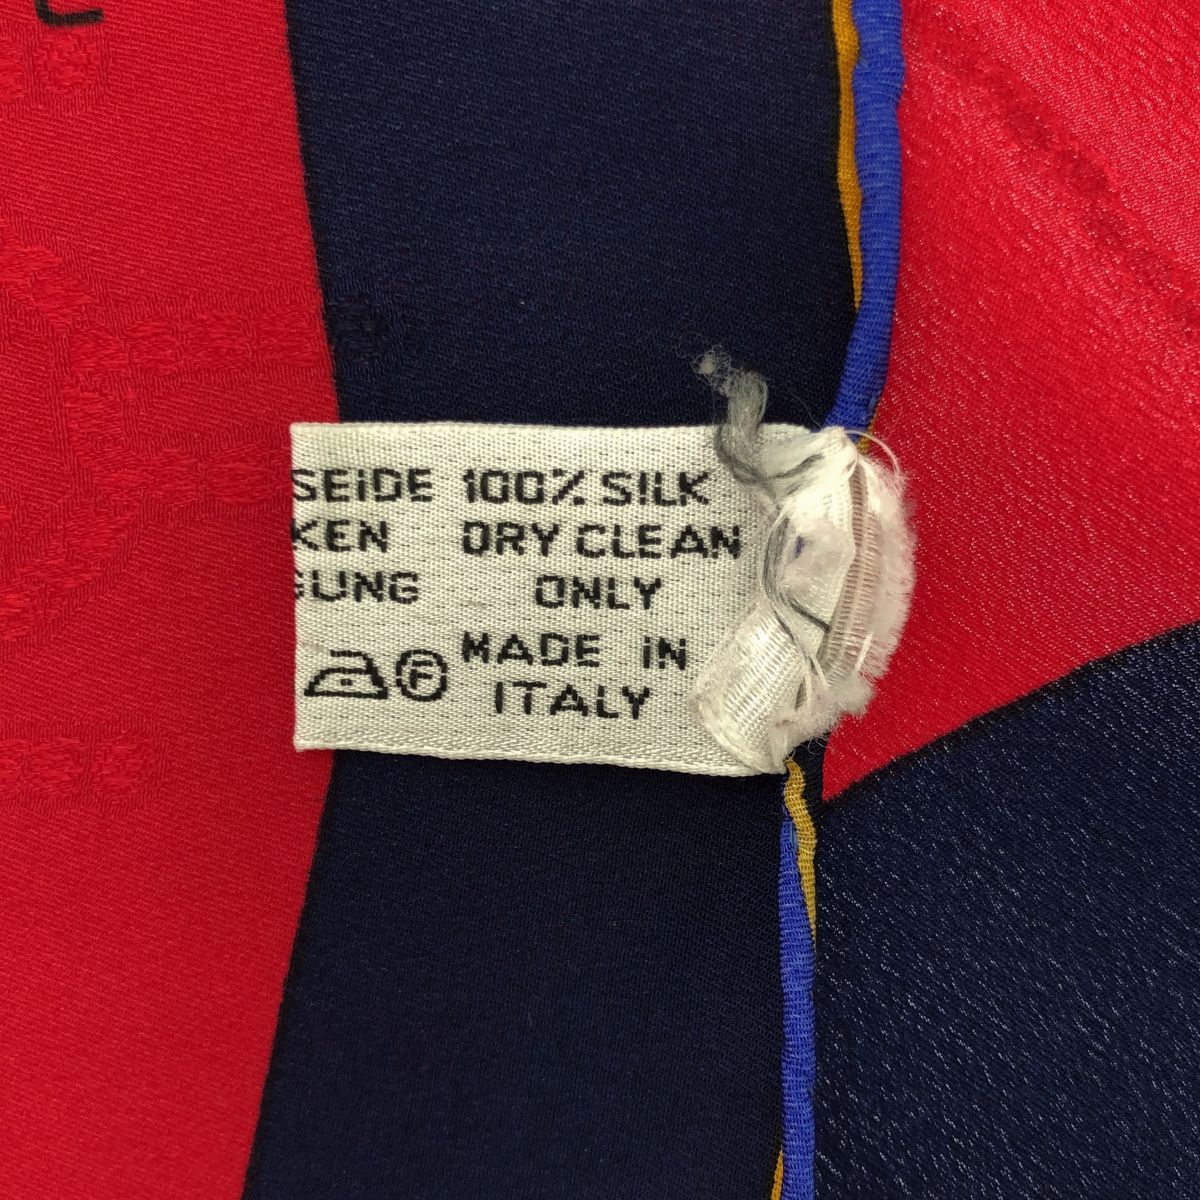 SEIDE 100% SILK
KEN DRY CLEAN
GUNG ONLY
MADE IN
F ITALY